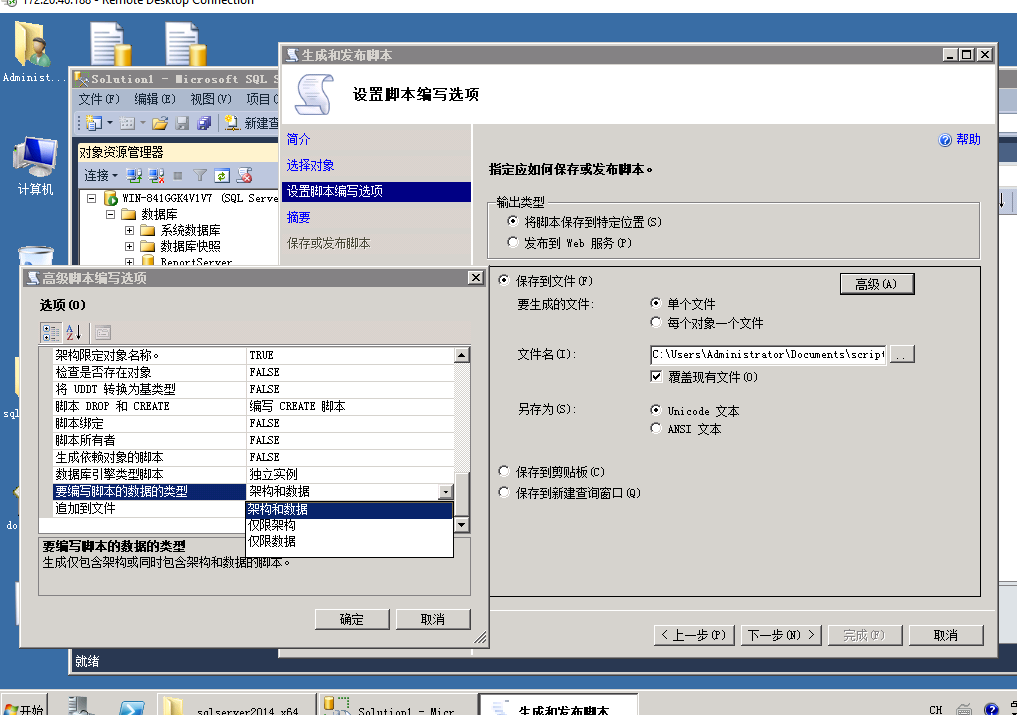 172.20.46.188 - Remote Desktop Connection
Administ...
计算机
Solution1 - Microsoft SQL S
文件(F) 编辑(E) 视图(V) 项目(
新建查
对象资源管理器
连接
WIN-841GGK4V1V7 (SQL Serve
数据库
系统数据库
数据库快照
ReportServer
就绪
生成和发布脚本
设置脚本编写选项
简介
选择对象
设置脚本编写选项
摘要
保存或发布脚本
帮助
指定应如何保存或发布脚本。
输出类型
将脚本保存到特定位置(S)
发布到 Web 服务(P)
保存到文件(F)
高级(A)
要生成的文件:
单个文件
每个对象一个文件
文件名(I):
C:\Users\Administrator\Documents\script
..
覆盖现有文件(O)
另存为(S):
Unicode 文本
ANSI 文本
保存到剪贴板(C)
保存到新建查询窗口(Q)
< 上一步(P)
下一步(N) >
完成(F)
取消
高级脚本编写选项
选项(O)
架构限定对象名称。 TRUE
检查是否存在对象 FALSE
将 UDDT 转换为基类型 FALSE
脚本 DROP 和 CREATE 编写 CREATE 脚本
脚本绑定 FALSE
脚本所有者 FALSE
生成依赖对象的脚本 FALSE
数据库引擎类型脚本 独立实例
要编写脚本的数据的类型 架构和数据
追加到文件
架构和数据
仅限架构
仅限数据
要编写脚本的数据的类型
生成仅包含架构或同时包含架构和数据的脚本。
确定
取消
sql
do
开始
sqlserver2014_x64
Solution1 - Micr
生成和发布脚本
CH